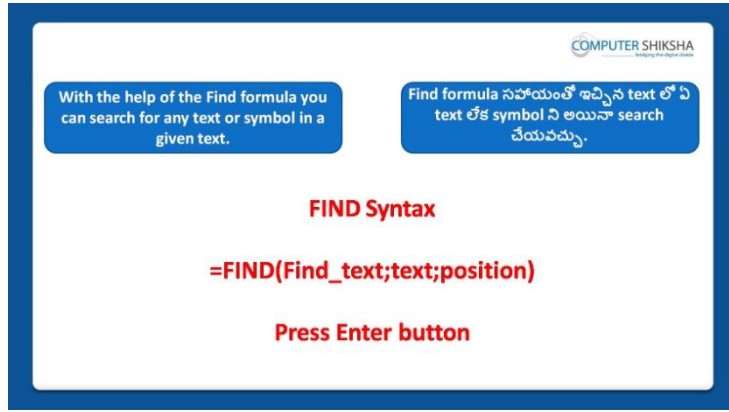 COMPUTER SHIKSHA
bridging the digital divide
With the help of the Find formula you
can search for any text or symbol in a
given text.
Find formula సహాయంతో ఇచ్చిన text లో ఏ
text లేక symbol ని అయినా search
చేయవచ్చు.
FIND Syntax
=FIND(Find_text;text;position)
Press Enter button